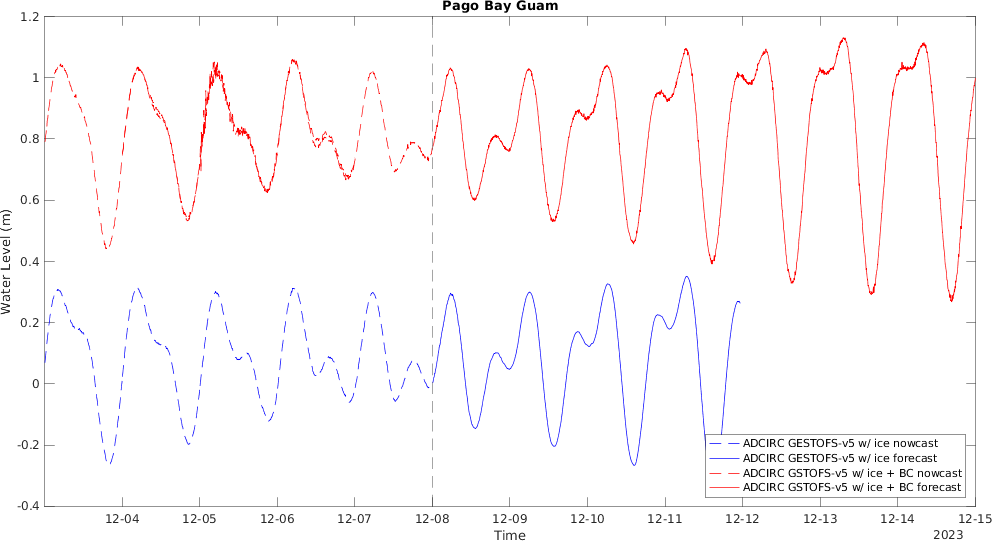 Pago Bay Guam
1.2
1
0.8
0.6
0.4
0.2
0
-0.2
-0.4
Water Level (m)
ADCIRC GESTOFS-v5 w/ ice nowcast
ADCIRC GESTOFS-v5 w/ ice forecast
ADCIRC GSTOFS-v5 w/ ice + BC nowcast
ADCIRC GSTOFS-v5 w/ ice + BC forecast
12-04 12-05 12-06 12-07 12-08 12-09 12-10 12-11 12-12 12-13 12-14 12-15
Time
2023